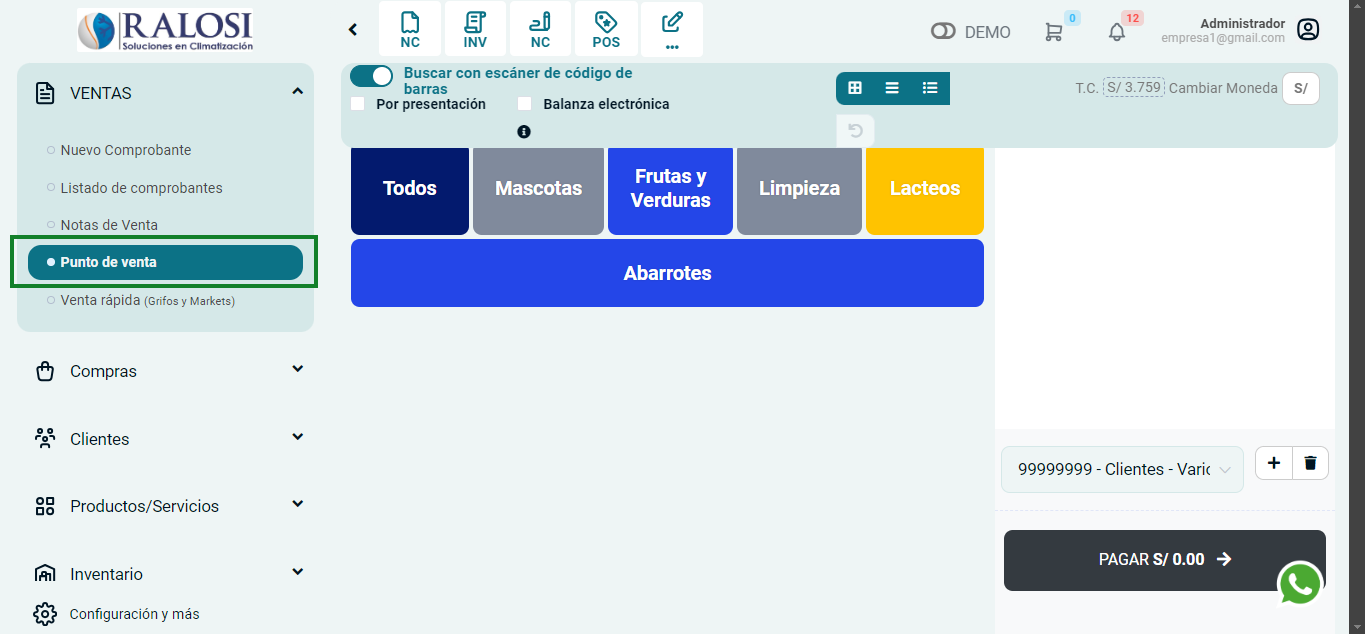 RALOSI
Soluciones en Climatización
NC
INV
NC
POS
...
DEMO
0
12
Administrador
empresa1@gmail.com
VENTAS
Nuevo Comprobante
Listado de comprobantes
Notas de Venta
Punto de venta
Venta rápida (Grifos y Markets)
Compras
Clientes
Productos/Servicios
Inventario
Configuración y más
Buscar con escáner de código de
barras
Por presentación
Balanza electrónica
T.C. S/ 3.759 Cambiar Moneda S/
Todos
Mascotas
Frutas y
Verduras
Limpieza
Lacteos
Abarrotes
99999999 - Clientes - Vario
PAGAR S/ 0.00